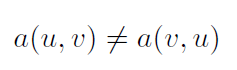 a(u, v) ≠ a(v, u)